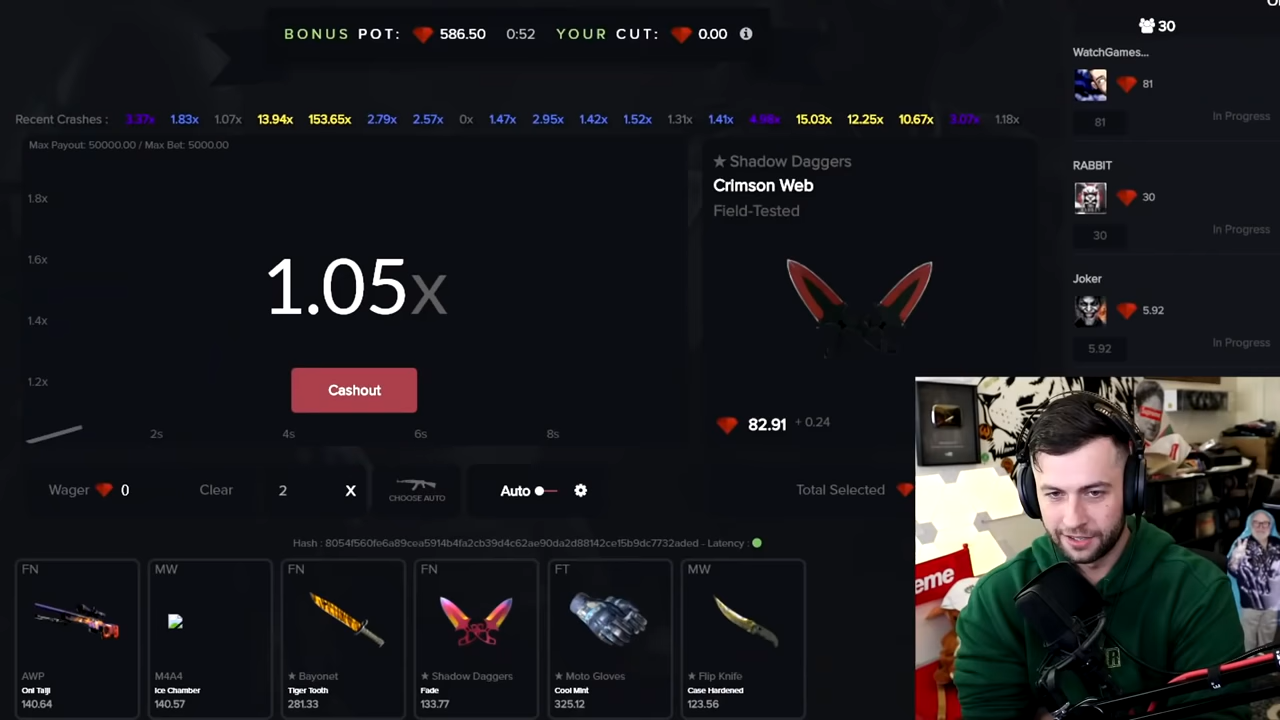 BONUS POT: 586.50 0:52 YOUR CUT: 0.00
30
WatchGames...
81
81
In Progress
RABBIT
30
30
In Progress
Joker
5.92
5.92
In Progress
Recent Crashes : 3.37x 1.83x 1.07x 13.94x 153.65x 2.79x 2.57x 0x 1.47x 2.95x 1.42x 1.52x 1.31x 1.41x 4.96x 15.03x 12.25x 10.67x 3.07x 1.18x
Max Payout: 50000.00 / Max Bet: 5000.00
1.8x
1.6x
1.4x
1.2x
1.05x
Cashout
2s 4s 6s 8s
★ Shadow Daggers
Crimson Web
Field-Tested
82.91 + 0.24
Wager 0 Clear 2 X
CHOOSE AUTO
Auto
Total Selected
Hash : 8054f560fe6a89cea5914b4fa2cb39d4c62ae90da2d88142ce15b9dc7732aded - Latency :
FN
AWP
Oni Taiji
140.64
MW
M4A4
Ice Chamber
140.57
FN
★ Bayonet
Tiger Tooth
281.33
FN
★ Shadow Daggers
Fade
133.77
FT
★ Moto Gloves
Cool Mint
325.12
MW
★ Flip Knife
Case Hardened
123.56
Supreme
eme
R